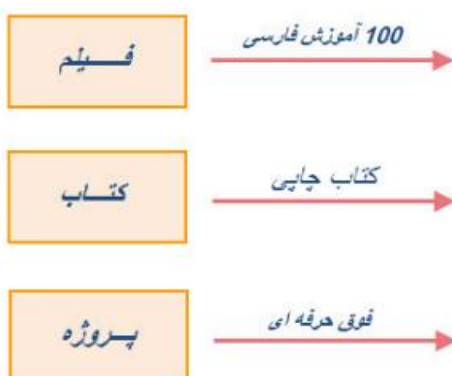 فیلم
100 آموزش فارسی
کتاب
کتاب چاپی
پروژه
فوق حرفه ای